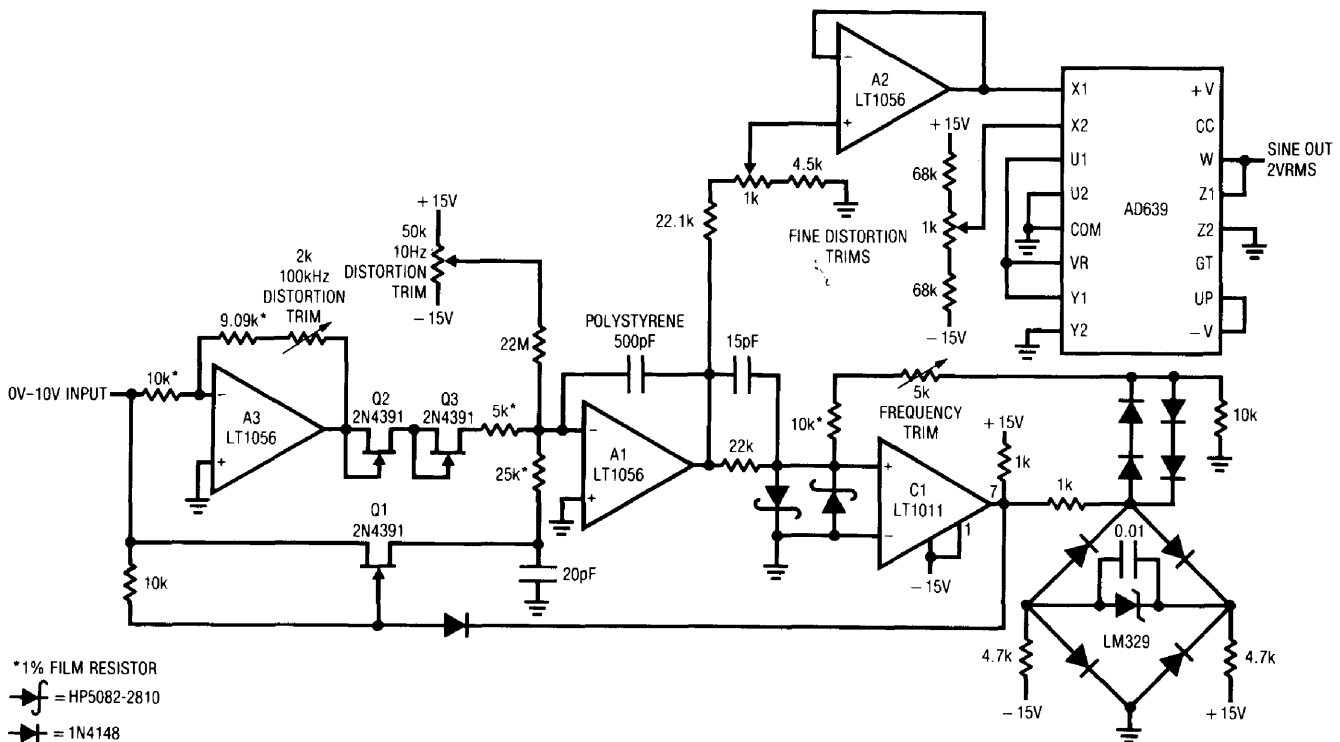 A2
LT1056
X1
X2
U1
U2
COM
VR
Y1
Y2
AD639
+V
CC
W
Z1
Z2
GT
UP
-V
SINE OUT
2VRMS
+15V
68k
1k
68k
-15V
FINE DISTORTION
TRIMS
4.5k
1k
22.1k
+15V
50k
10Hz
DISTORTION
TRIM
-15V
2k
100kHz
DISTORTION
TRIM
9.09k*
0V-10V INPUT
10k*
A3
LT1056
Q2
2N4391
Q3
2N4391
5k*
22M
POLYSTYRENE
500pF
A1
LT1056
25k*
20pF
Q1
2N4391
10k
15pF
22k
10k*
5k
FREQUENCY
TRIM
C1
LT1011
7
1
-15V
+15V
1k
1k
10k
0.01
LM329
4.7k
-15V
4.7k
+15V
*1% FILM RESISTOR
= HP5082-2810
= 1N4148